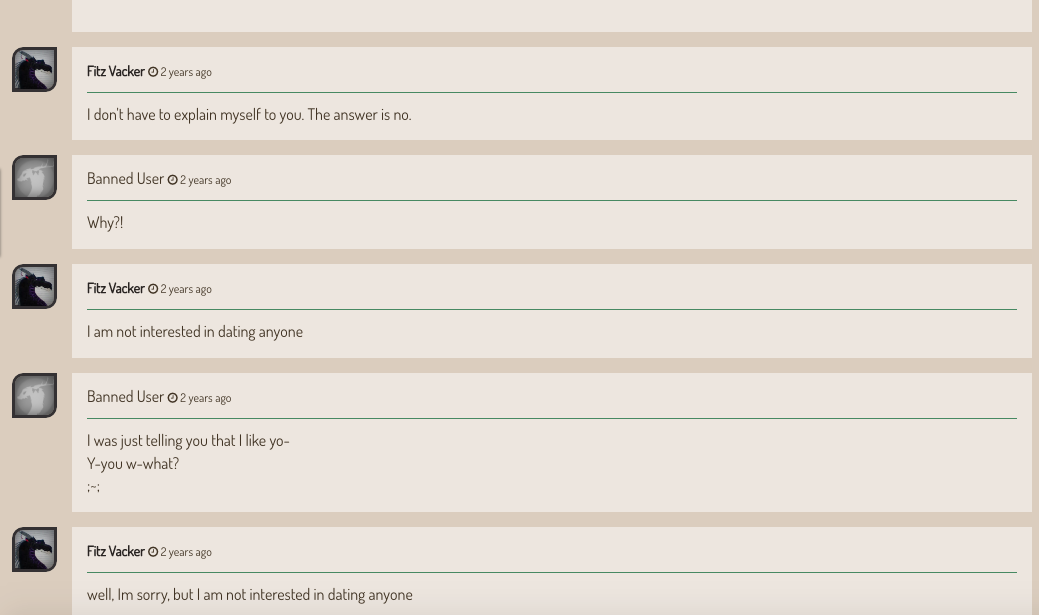 Fitz Vacker 2 years ago
I don't have to explain myself to you. The answer is no.
Banned User 2 years ago
Why?!
Fitz Vacker 2 years ago
I am not interested in dating anyone
Banned User 2 years ago
I was just telling you that I like yo-
Y-you w-what?
;~;
Fitz Vacker 2 years ago
well, Im sorry, but I am not interested in dating anyone